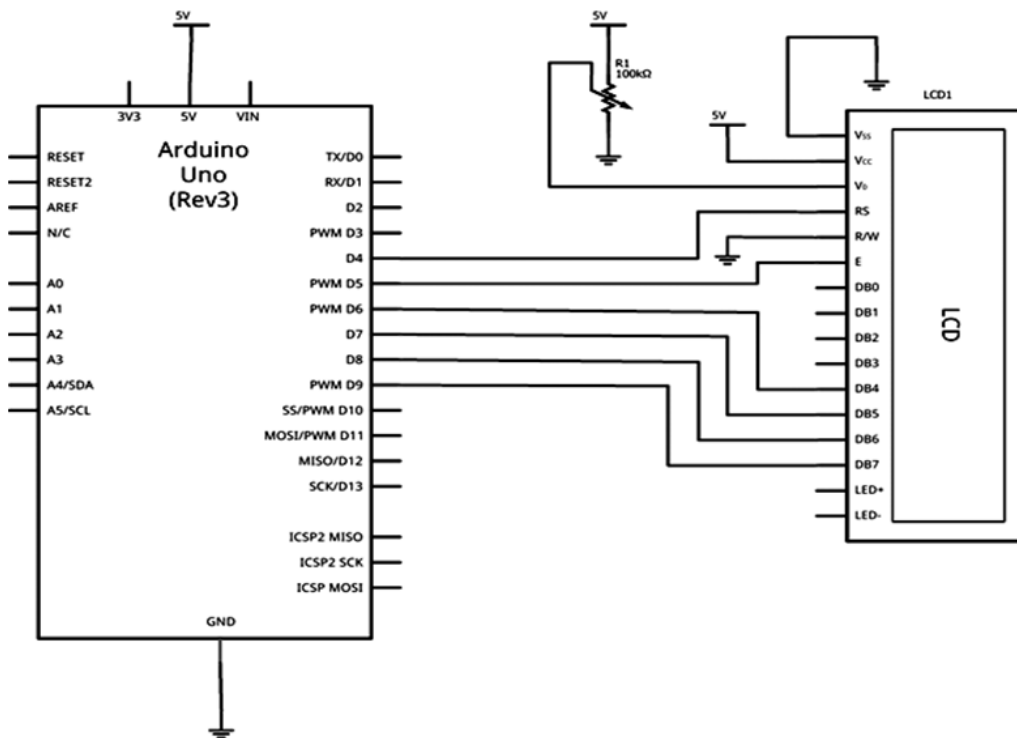 5V
5V
R1
100kΩ
LCD1
3V3
5V
VIN
Arduino
Uno
(Rev3)
RESET
RESET2
AREF
N/C
A0
A1
A2
A3
A4/SDA
A5/SCL
TX/D0
RX/D1
D2
PWM D3
D4
PWM D5
PWM D6
D7
D8
PWM D9
SS/PWM D10
MOSI/PWM D11
MISO/D12
SCK/D13
ICSP2 MISO
ICSP2 SCK
ICSP MOSI
GND
5V
Vss
Vcc
V0
RS
R/W
E
DB0
DB1
DB2
DB3
DB4
DB5
DB6
DB7
LED+
LED-
LCD